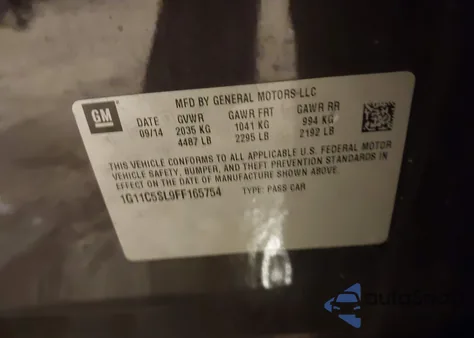 MFD BY GENERAL MOTORS LLC
GM
DATE GVWR GAWR FRT GAWR RR
09/14 2035 KG 1041 KG 994 KG
4487 LB 2295 LB 2192 LB
THIS VEHICLE CONFORMS TO ALL APPLICABLE U.S. FEDERAL MOTOR
VEHICLE SAFETY, BUMPER, AND THEFT PREVENTION STANDARDS IN
EFFECT ON THE DATE OF MANUFACTURE SHOWN ABOVE.
1G11C5SL9FF165754 TYPE: PASS CAR